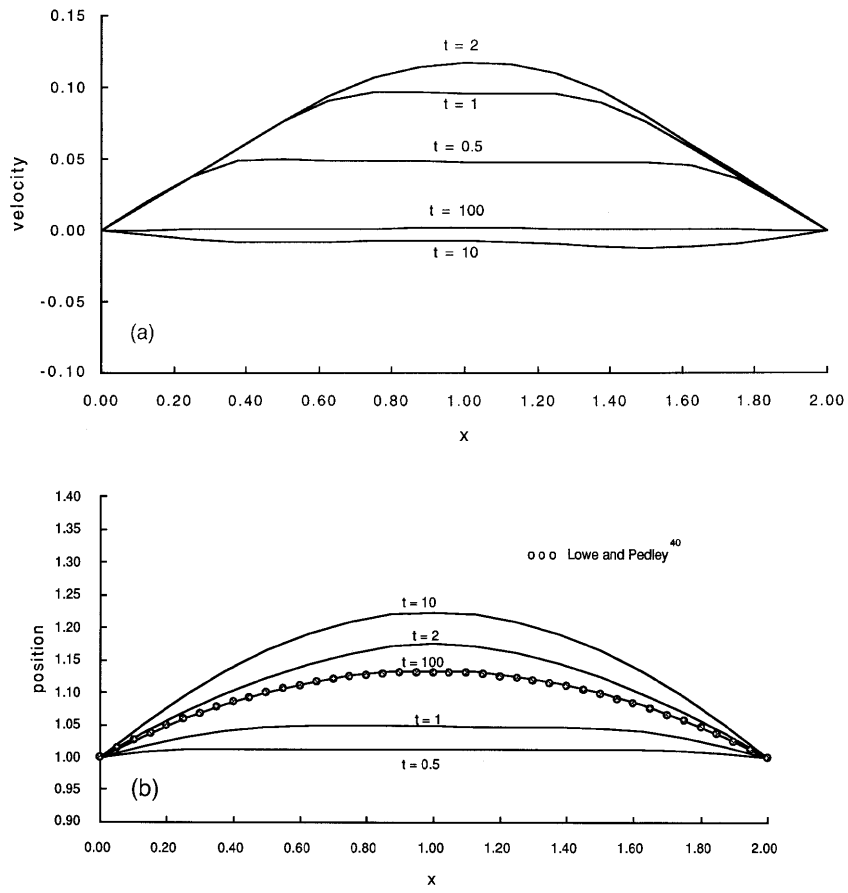 0.15
t = 2
0.10
t = 1
velocity
0.05
t = 0.5
t = 100
0.00
t = 10
-0.05
(a)
-0.10
0.00 0.20 0.40 0.60 0.80 1.00 1.20 1.40 1.60 1.80 2.00
x
1.40
1.35
o o o Lowe and Pedley 40
1.30
1.25
t = 10
1.20
position
t = 2
1.15
t = 100
1.10
1.05
t = 1
1.00
t = 0.5
0.95
(b)
0.90
0.00 0.20 0.40 0.60 0.80 1.00 1.20 1.40 1.60 1.80 2.00
x